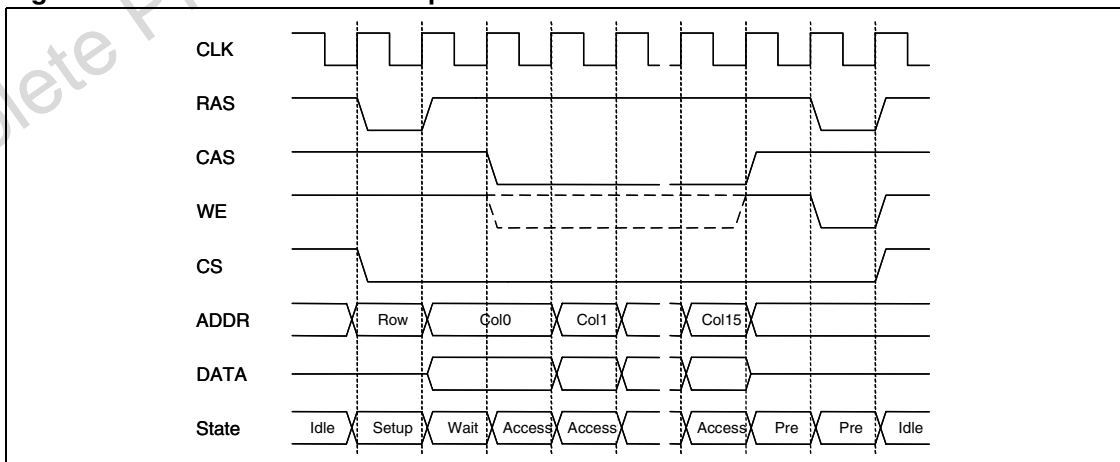 CLK
RAS
CAS
WE
CS
ADDR Row Col0 Col1 Col15
DATA
State Idle Setup Wait Access Access Access Pre Pre Idle